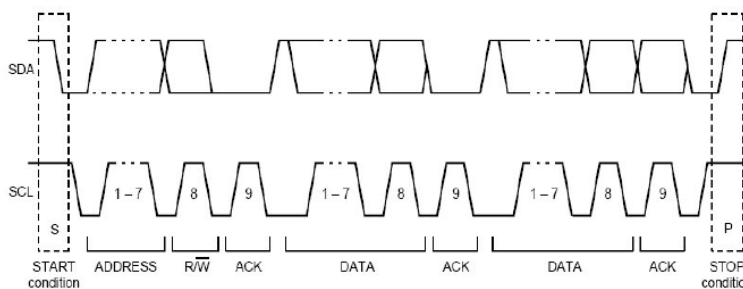 SDA
SCL
1 – 7 8 9 1 – 7 8 9 1 – 7 8 9
S P
START condition ADDRESS R/W̅ ACK DATA ACK DATA ACK STOP conditio